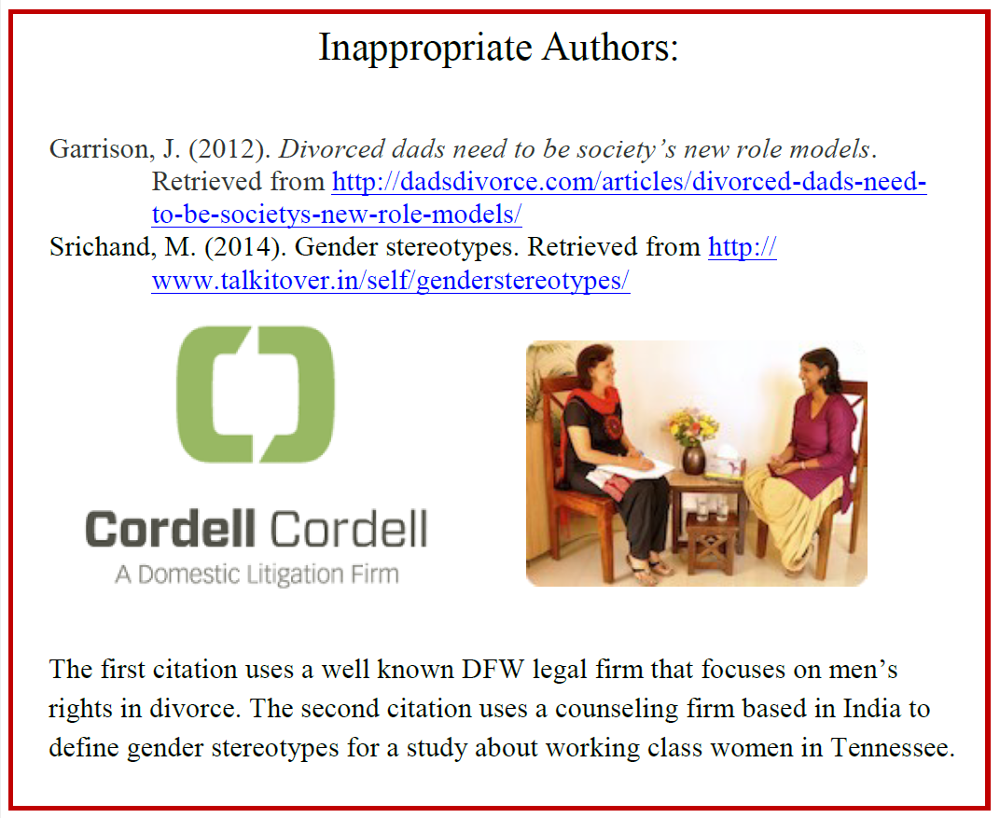 Inappropriate Authors:
Garrison, J. (2012). Divorced dads need to be society’s new role models.
Retrieved from http://dadsdivorce.com/articles/divorced-dads-need-
to-be-societys-new-role-models/
Srichand, M. (2014). Gender stereotypes. Retrieved from http://
www.talkitover.in/self/genderstereotypes/
Cordell Cordell
A Domestic Litigation Firm
The first citation uses a well known DFW legal firm that focuses on men’s
rights in divorce. The second citation uses a counseling firm based in India to
define gender stereotypes for a study about working class women in Tennessee.